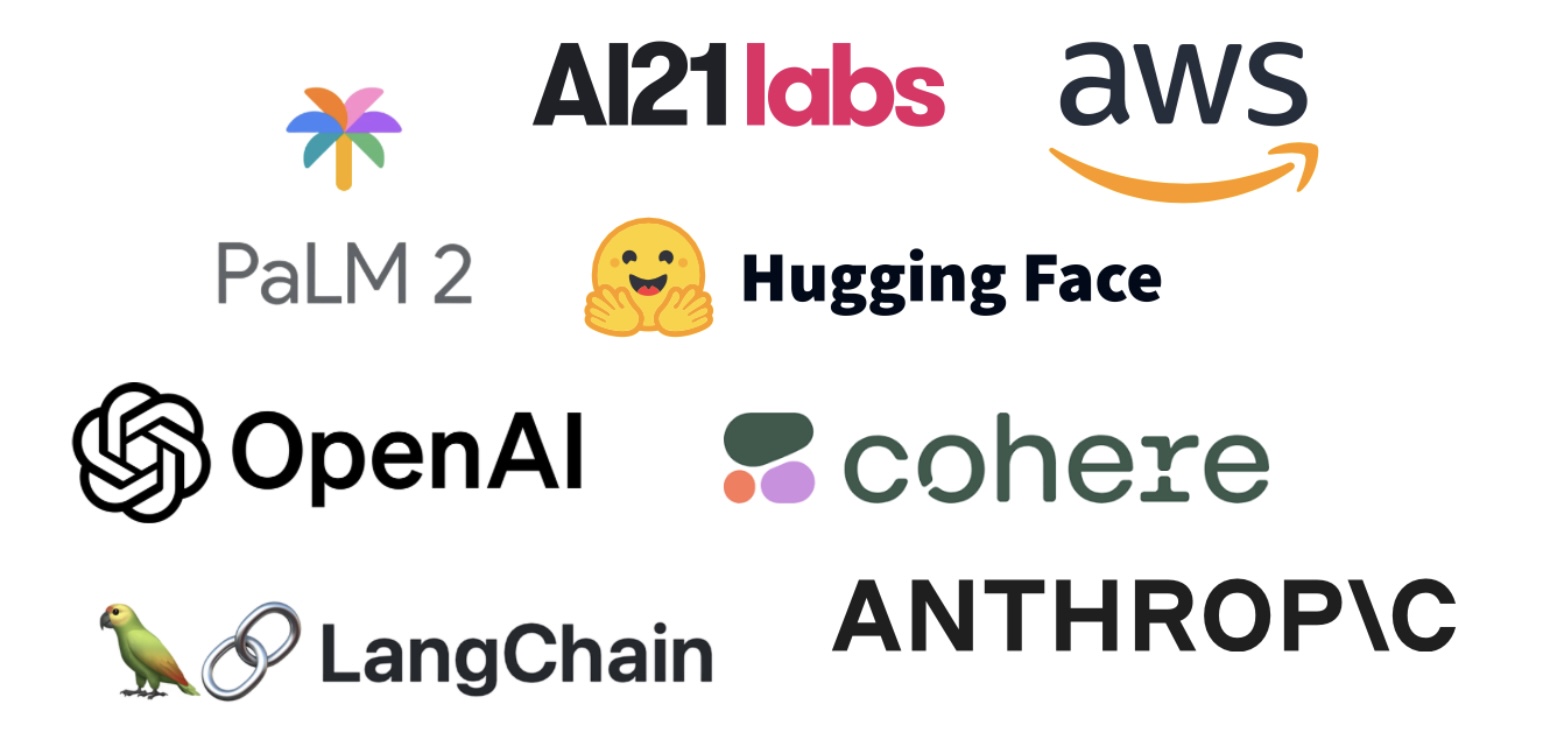 AI21labs
aws
PaLM 2
Hugging Face
OpenAI
cohere
LangChain
ANTHROP\C